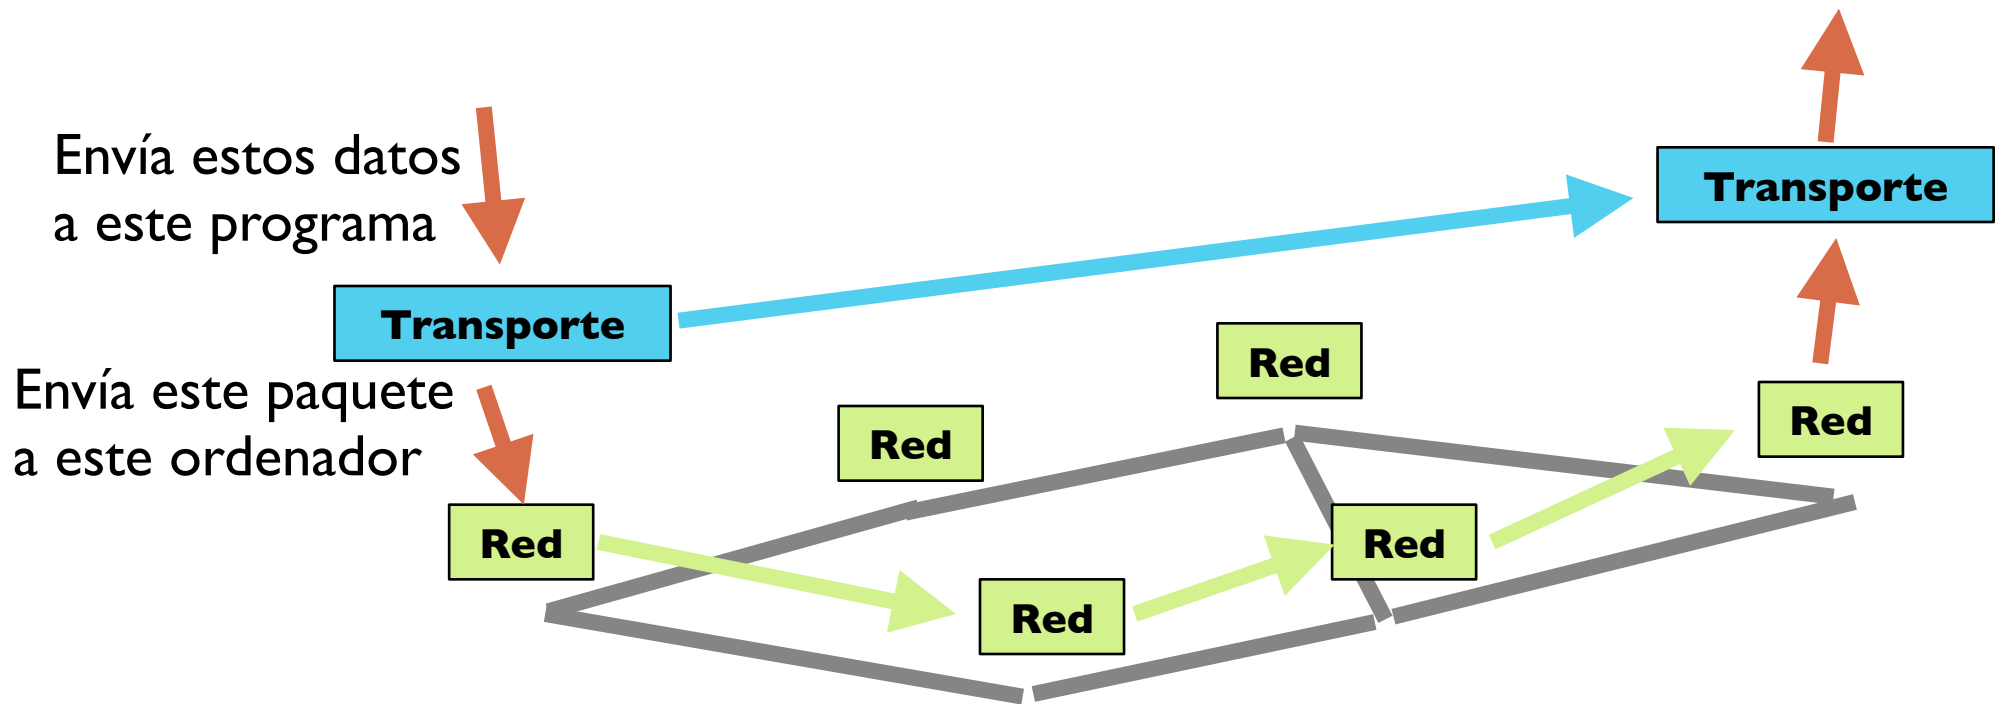 Envía estos datos
a este programa
Transporte
Transporte
Envía este paquete
a este ordenador
Red
Red
Red
Red
Red
Red